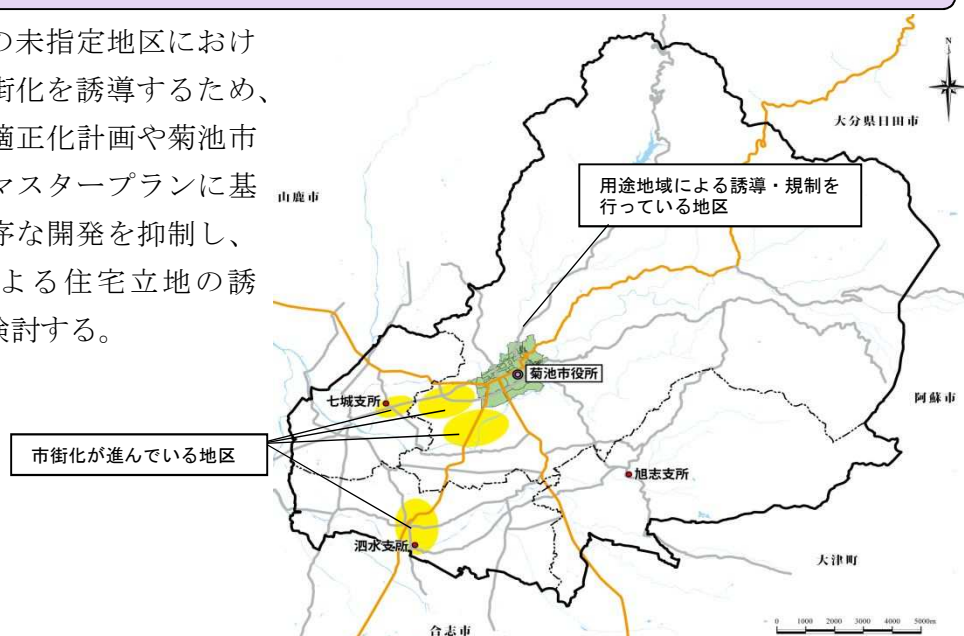 の未指定地区におけ
街化を誘導するため、
適正化計画や菊池市
マスタープランに基
序な開発を抑制し、
よる住宅立地の誘
検討する。
N
大分県日田市
山鹿市
用途地域による誘導・規制を
行っている地区
菊池市役所
七城支所
阿蘇市
市街化が進んでいる地区
旭志支所
泗水支所
大津町
合志市
0 1000 2000 3000 4000 5000m